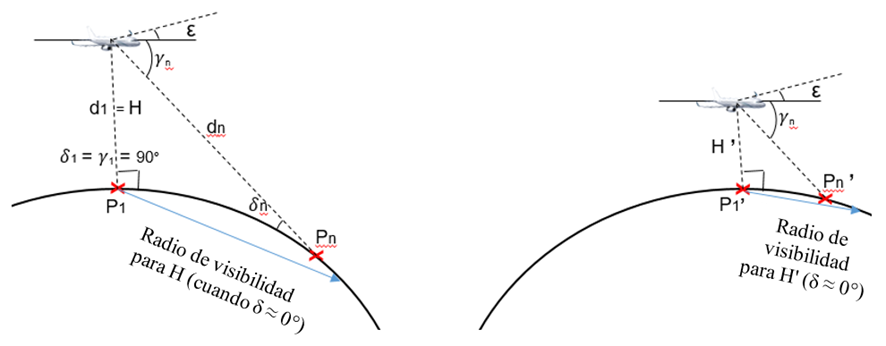 ε
γn
d1 = H
dn
δ1 = γ1 = 90°
δn
P1
Pn
Radio de visibilidad
para H (cuando δ ≈ 0°)
ε
γn
H'
Pn'
P1'
Radio de
visibilidad
para H' (δ ≈ 0°)